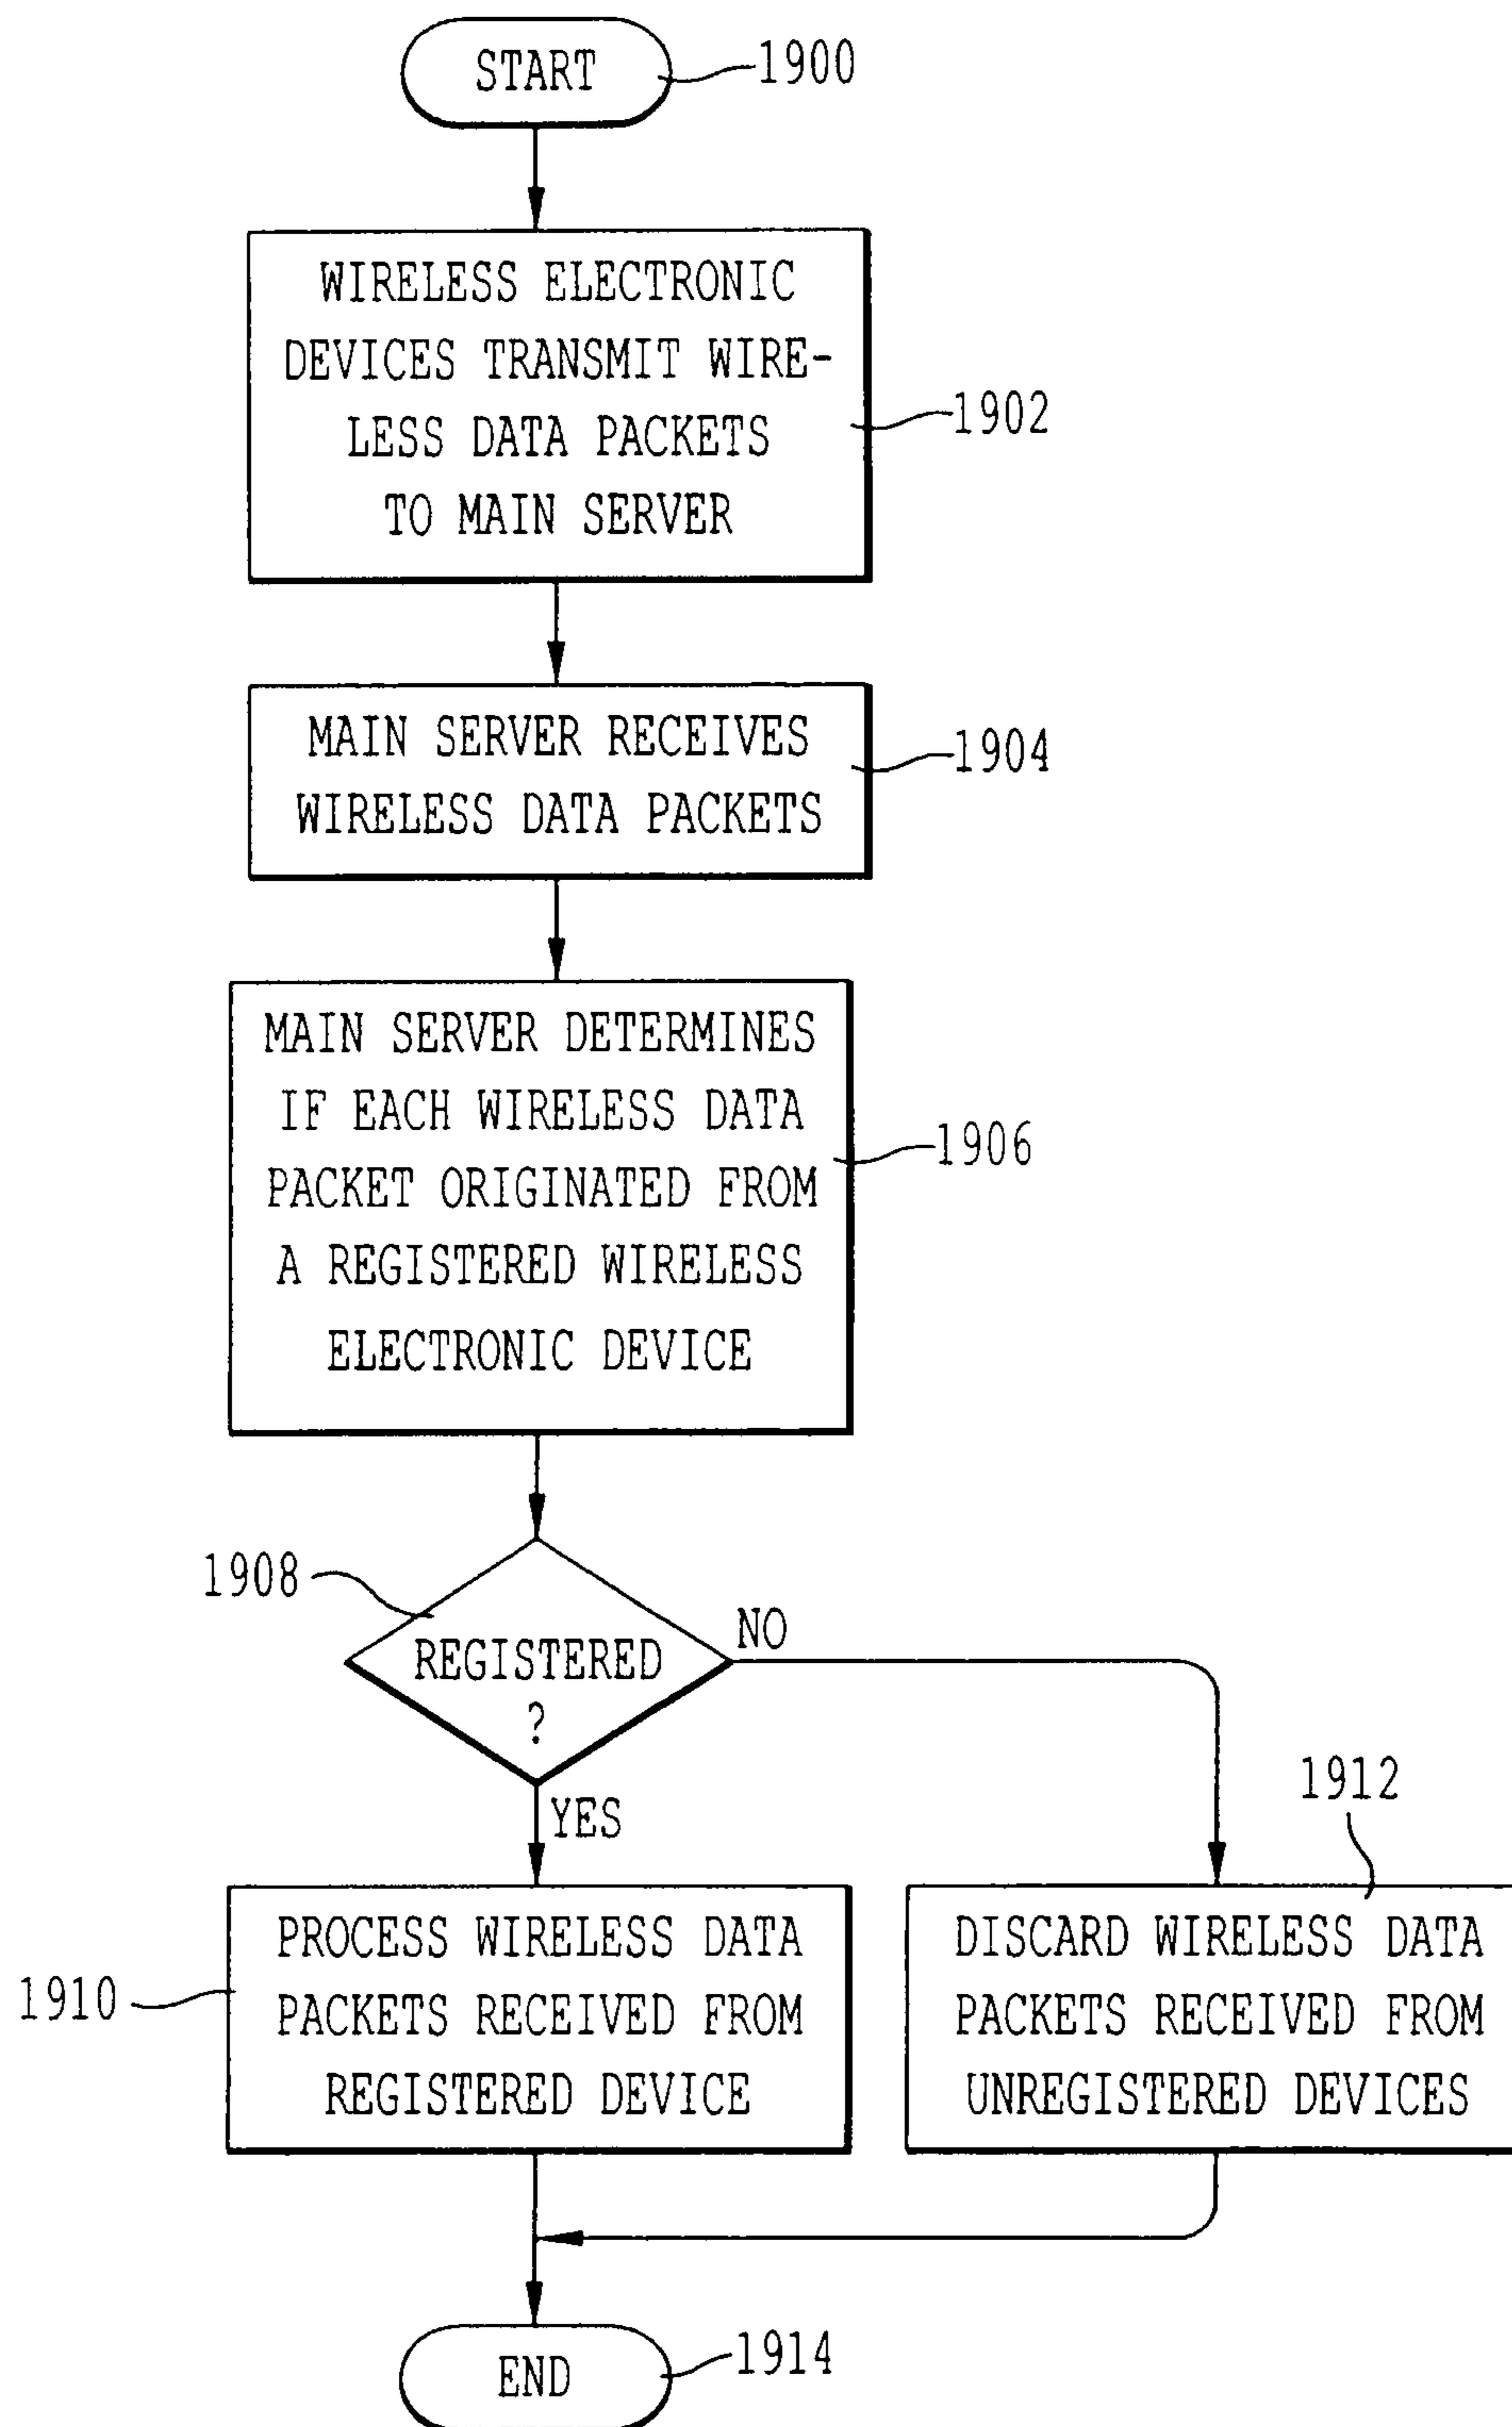 START
1900
WIRELESS ELECTRONIC
DEVICES TRANSMIT WIRE-
LESS DATA PACKETS
TO MAIN SERVER
1902
MAIN SERVER RECEIVES
WIRELESS DATA PACKETS
1904
MAIN SERVER DETERMINES
IF EACH WIRELESS DATA
PACKET ORIGINATED FROM
A REGISTERED WIRELESS
ELECTRONIC DEVICE
1906
1908
REGISTERED
?
NO
YES
1912
1910
PROCESS WIRELESS DATA
PACKETS RECEIVED FROM
REGISTERED DEVICE
DISCARD WIRELESS DATA
PACKETS RECEIVED FROM
UNREGISTERED DEVICES
END
1914